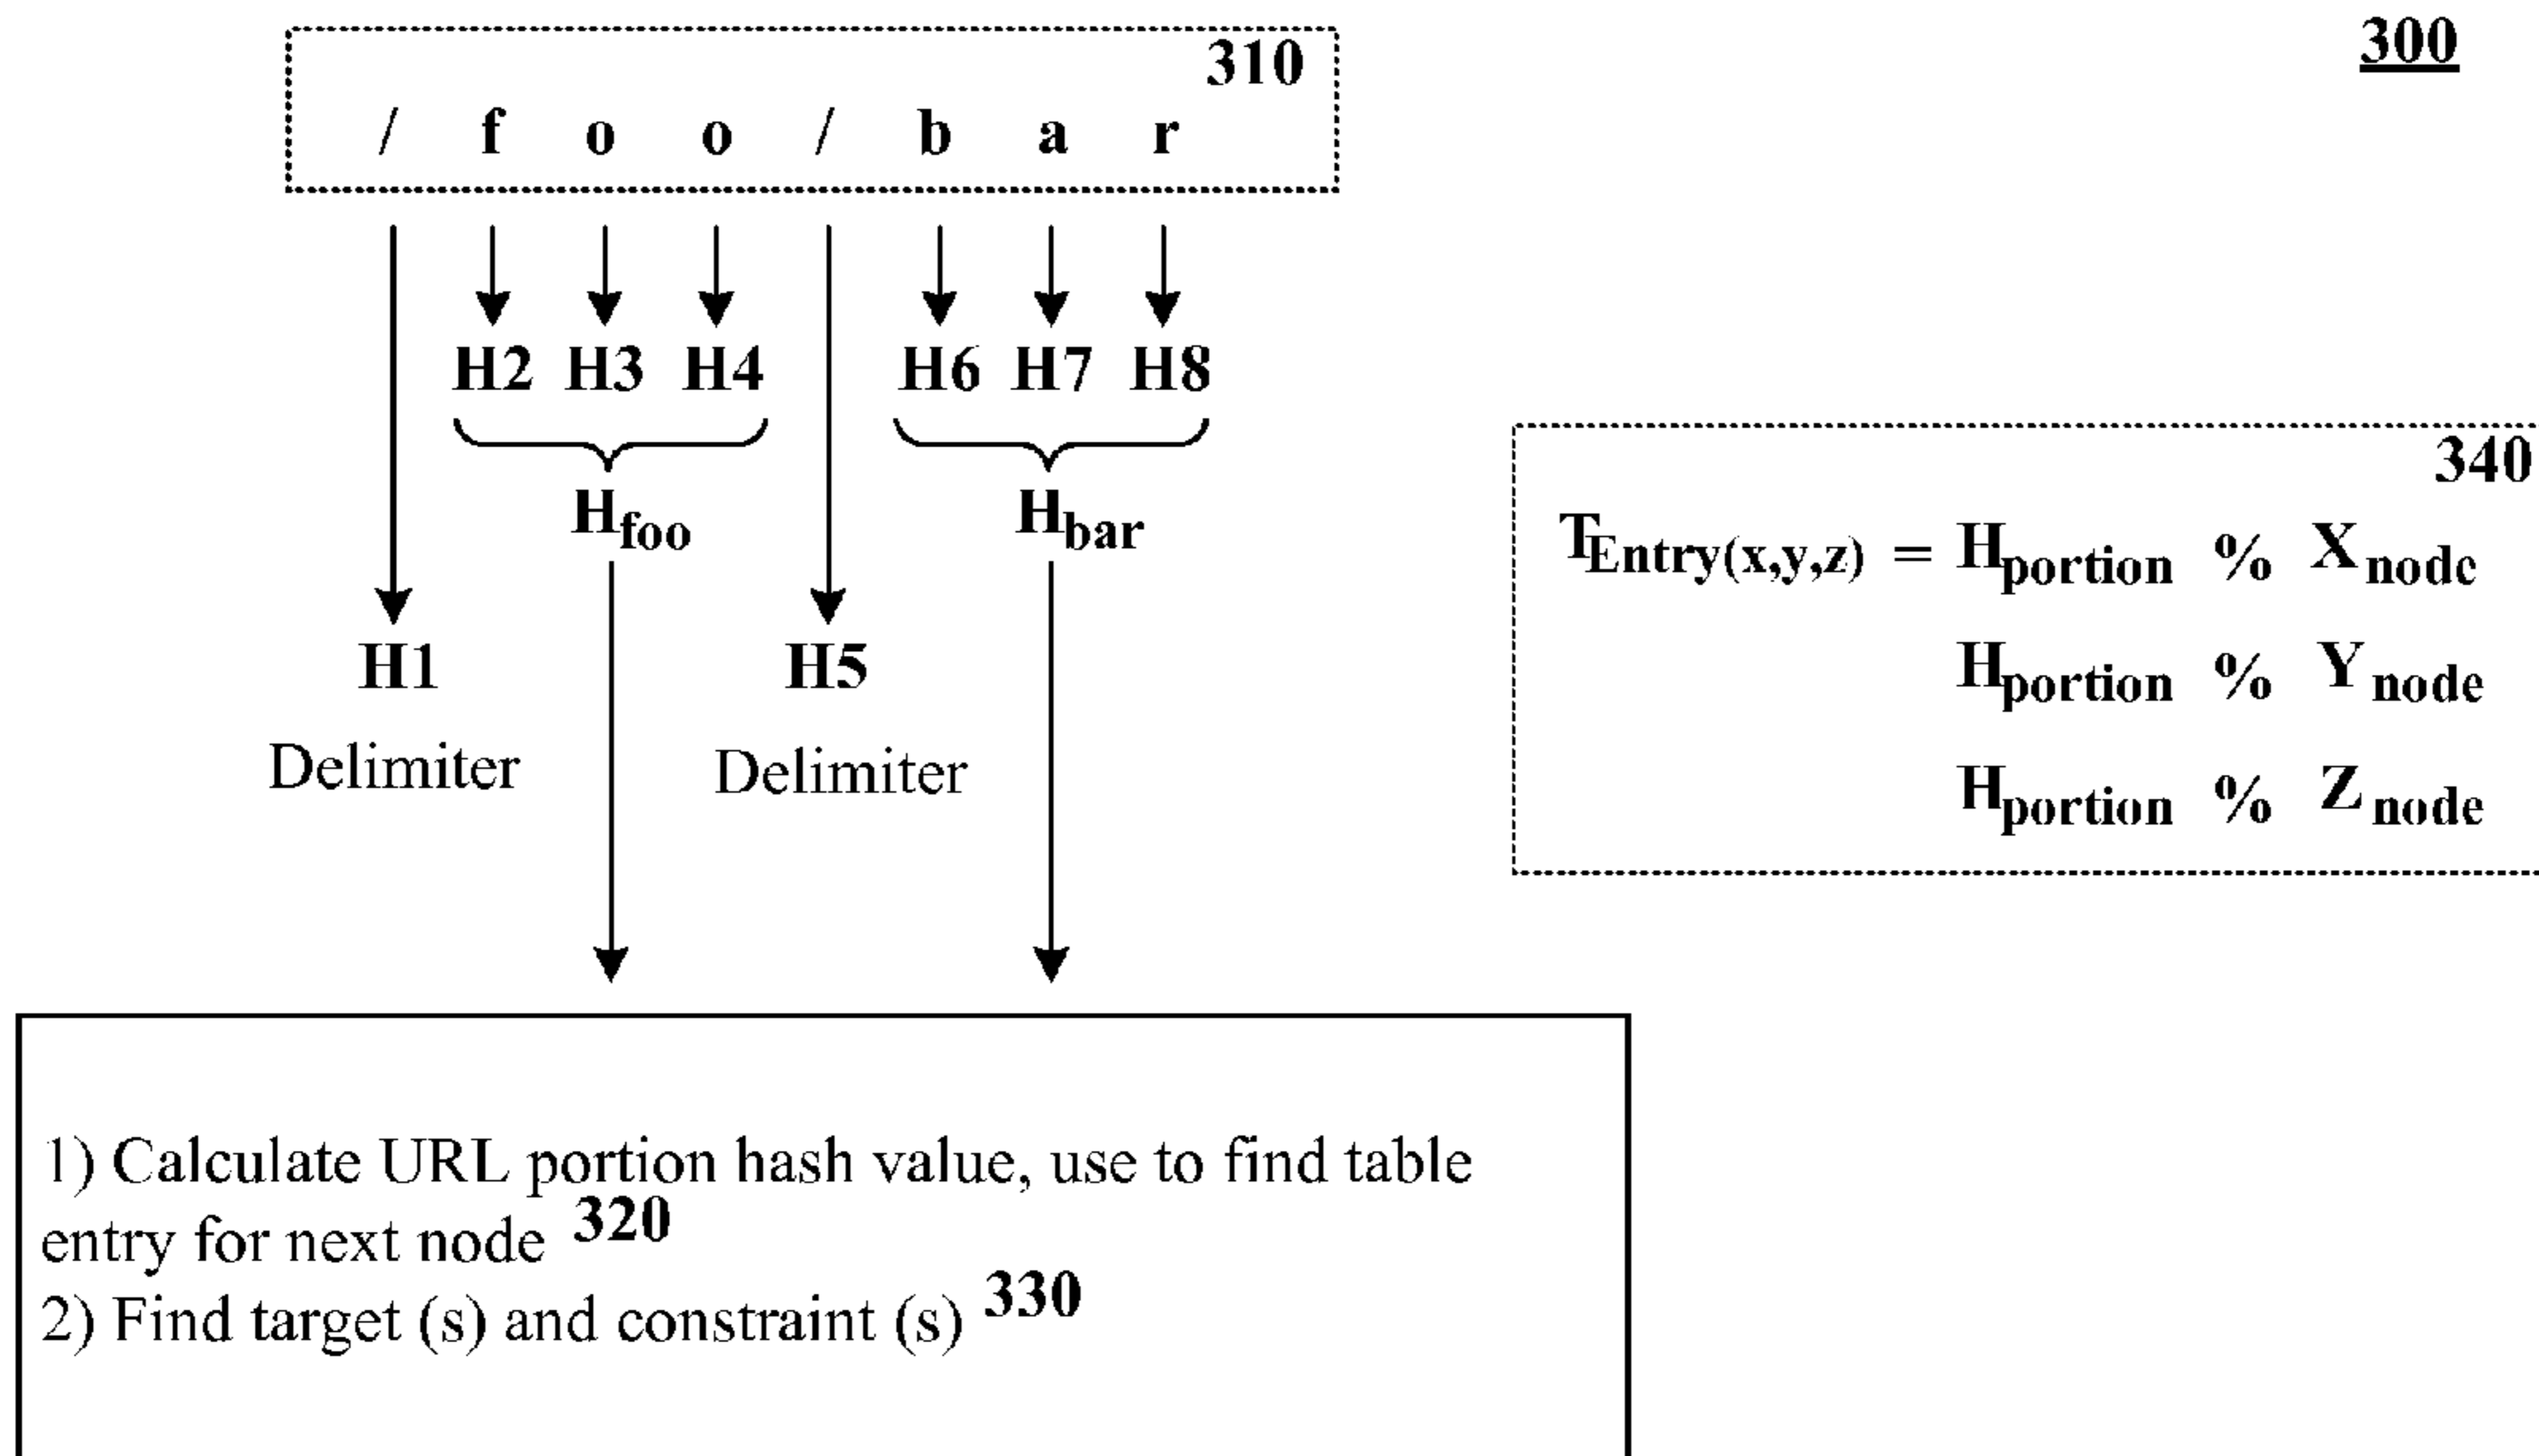 300
310
/ f o o / b a r
H2 H3 H4 H6 H7 H8
Hfoo Hbar
H1 H5
Delimiter Delimiter
340
TEntry(x,y,z) = Hportion % Xnode
Hportion % Ynode
Hportion % Znode
1) Calculate URL portion hash value, use to find table
entry for next node 320
2) Find target (s) and constraint (s) 330